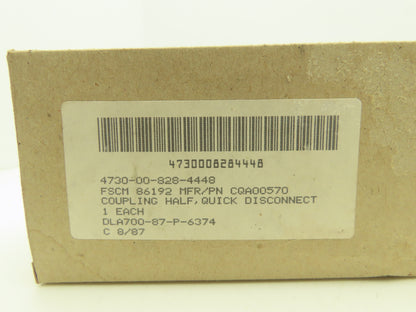 4730008284448
4730-00-828-4448
FSCM 86192 MFR/PN CQA00570
COUPLING HALF, QUICK DISCONNECT
1 EACH
DLA700-87-P-6374
C 8/87